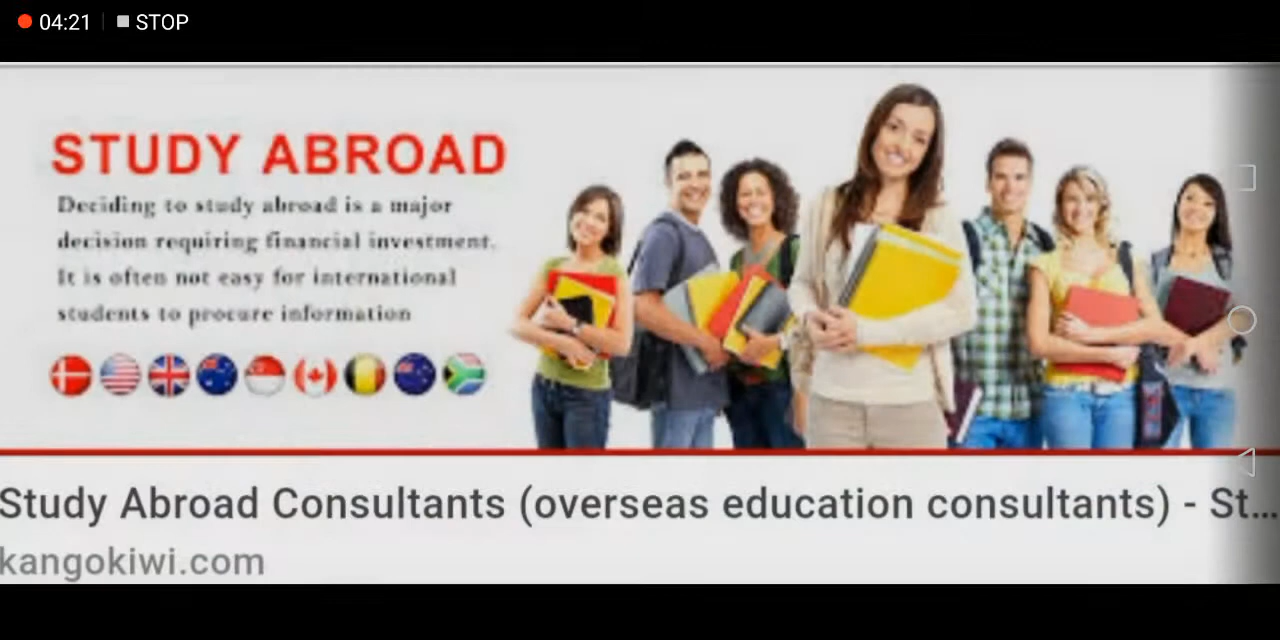 04:21 STOP
STUDY ABROAD
Deciding to study abroad is a major
decision requiring financial investment.
It is often not easy for international
students to procure information
Study Abroad Consultants (overseas education consultants) - St...
kangokiwi.com